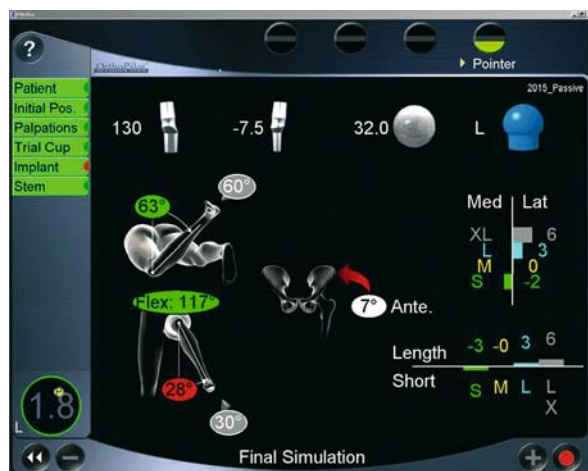 ?
OrthoPilot
Pointer
2015_Passive
Patient
Initial Pos.
Palpations
Trial Cup
Implant
Stem
130
-7.5
32.0
L
63°
60°
Flex: 117°
28°
30°
7° Ante.
Med Lat
XL 6
L 3
M 0
S -2
Length -3 -0 3 6
Short S M L L
X
1.8
L
Final Simulation